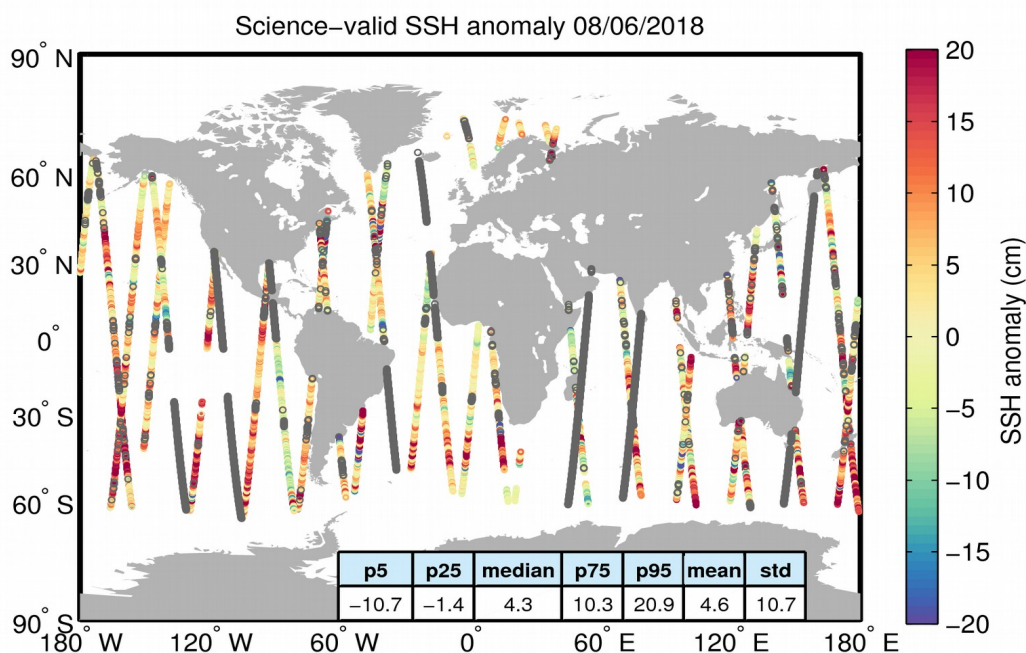 Science−valid SSH anomaly 08/06/2018
90° N
60° N
30° N
0°
30° S
60° S
90° S
180° W
120° W
60° W
0°
60° E
120° E
180° E
p5 p25 median p75 p95 mean std
−10.7 −1.4 4.3 10.3 20.9 4.6 10.7
20
15
10
5
0
−5
−10
−15
−20
SSH anomaly (cm)